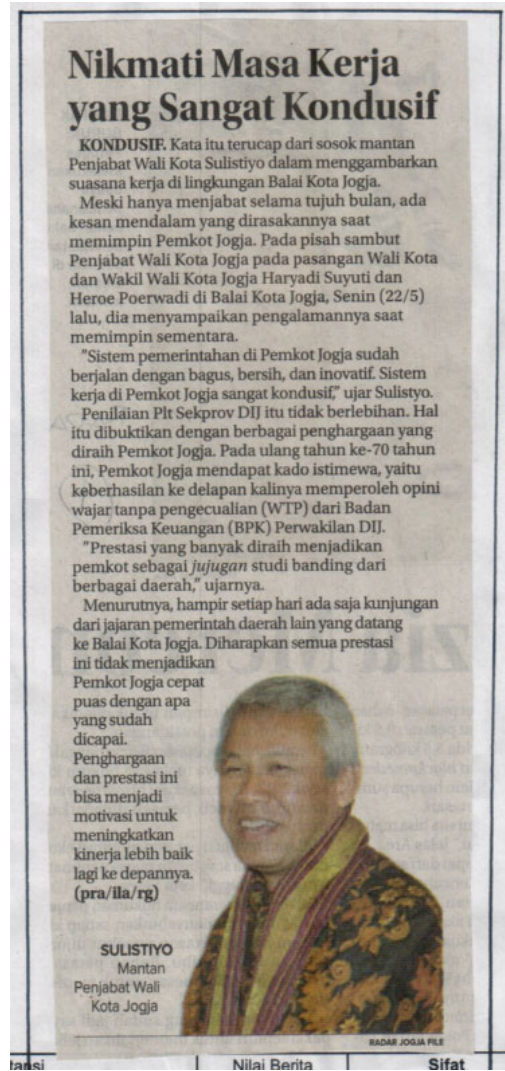 Nikmati Masa Kerja
yang Sangat Kondusif
KONDUSIF. Kata itu terucap dari sosok mantan
Penjabat Wali Kota Sulistiyo dalam menggambarkan
suasana kerja di lingkungan Balai Kota Jogja.
Meski hanya menjabat selama tujuh bulan, ada
kesan mendalam yang dirasakannya saat
memimpin Pemkot Jogja. Pada pisah sambut
Penjabat Wali Kota Jogja pada pasangan Wali Kota
dan Wakil Wali Kota Jogja Haryadi Suyuti dan
Heroe Poerwadi di Balai Kota Jogja, Senin (22/5)
lalu, dia menyampaikan pengalamannya saat
memimpin sementara.
"Sistem pemerintahan di Pemkot Jogja sudah
berjalan dengan bagus, bersih, dan inovatif. Sistem
kerja di Pemkot Jogja sangat kondusif," ujar Sulistyo.
Penilaian Plt Sekprov DIJ itu tidak berlebihan. Hal
itu dibuktikan dengan berbagai penghargaan yang
diraih Pemkot Jogja. Pada ulang tahun ke-70 tahun
ini, Pemkot Jogja mendapat kado istimewa, yaitu
keberhasilan ke delapan kalinya memperoleh opini
wajar tanpa pengecualian (WTP) dari Badan
Pemeriksa Keuangan (BPK) Perwakilan DIJ.
"Prestasi yang banyak diraih menjadikan
pemkot sebagai jujugan studi banding dari
berbagai daerah," ujarnya.
Menurutnya, hampir setiap hari ada saja kunjungan
dari jajaran pemerintah daerah lain yang datang
ke Balai Kota Jogja. Diharapkan semua prestasi
ini tidak menjadikan
Pemkot Jogja cepat
puas dengan apa
yang sudah
dicapai.
Penghargaan
dan prestasi ini
bisa menjadi
motivasi untuk
meningkatkan
kinerja lebih baik
lagi ke depannya.
(pra/ila/rg)
SULISTIYO
Mantan
Penjabat Wali
Kota Jogja
RADAR JOGJA FILE
Nilai Berita
Sifat